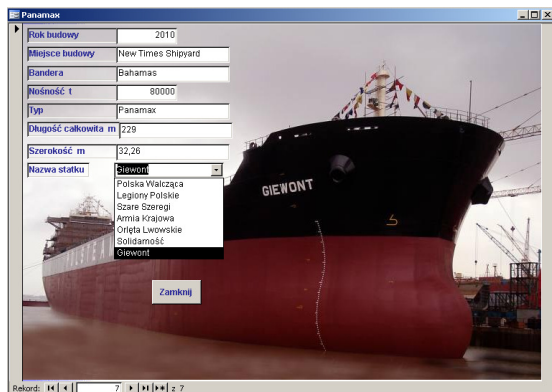 Panamax
Rok budowy 2010
Miejsce budowy New Times Shipyard
Bandera Bahamas
Nośność t 80000
Typ Panamax
Długość całkowita m 229
Szerokość m 32,26
Nazwa statku Giewont
Polska Walcząca
Legiony Polskie
Szare Szeregi
Armia Krajowa
Orlęta Lwowskie
Solidarność
Giewont
GIEWONT
Zamknij
Rekord: 7 z 7